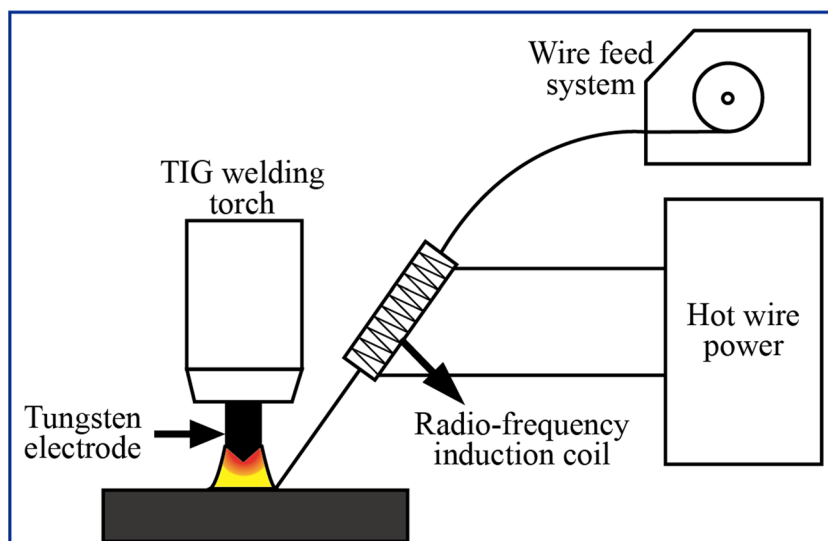 Wire feed
system
TIG welding
torch
Hot wire
power
Tungsten
electrode
Radio-frequency
induction coil